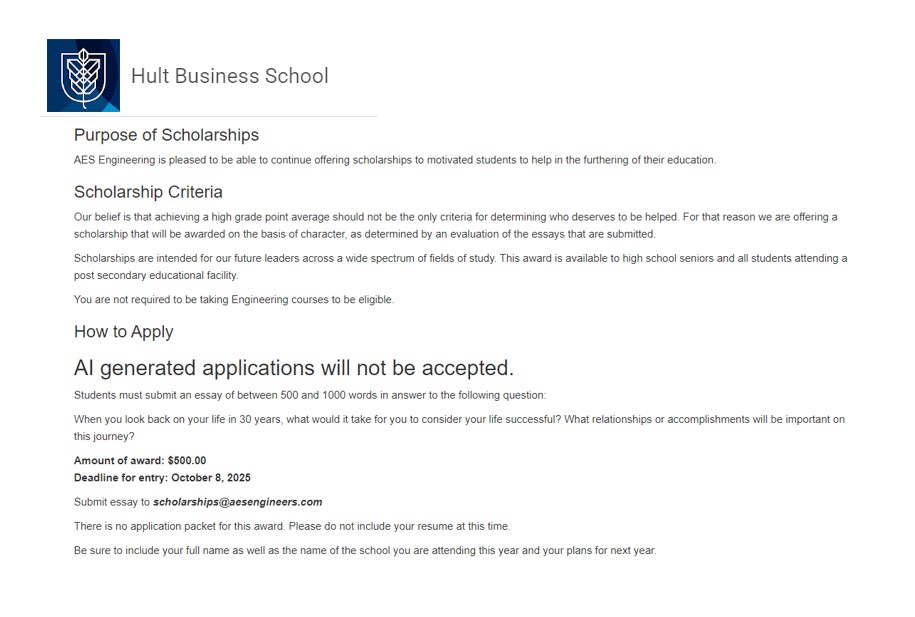 Hult Business School
Purpose of Scholarships
AES Engineering is pleased to be able to continue offering scholarships to motivated students to help in the furthering of their education.
Scholarship Criteria
Our belief is that achieving a high grade point average should not be the only criteria for determining who deserves to be helped. For that reason we are offering a
scholarship that will be awarded on the basis of character, as determined by an evaluation of the essays that are submitted.
Scholarships are intended for our future leaders across a wide spectrum of fields of study. This award is available to high school seniors and all students attending a
post secondary educational facility.
You are not required to be taking Engineering courses to be eligible.
How to Apply
AI generated applications will not be accepted.
Students must submit an essay of between 500 and 1000 words in answer to the following question:
When you look back on your life in 30 years, what would it take for you to consider your life successful? What relationships or accomplishments will be important on
this journey?
Amount of award: $500.00
Deadline for entry: October 8, 2025
Submit essay to scholarships@aesengineers.com
There is no application packet for this award. Please do not include your resume at this time.
Be sure to include your full name as well as the name of the school you are attending this year and your plans for next year.